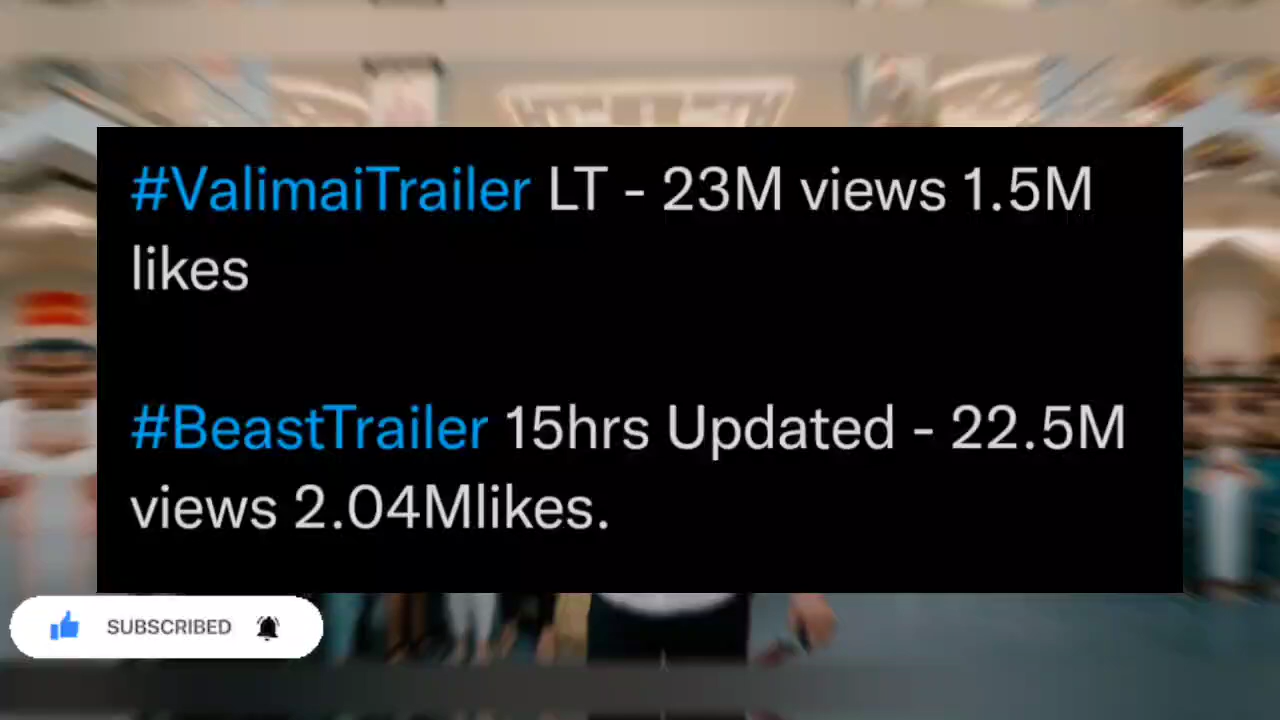 #ValimaiTrailer LT - 23M views 1.5M
likes
#BeastTrailer 15hrs Updated - 22.5M
views 2.04Mlikes.
SUBSCRIBED